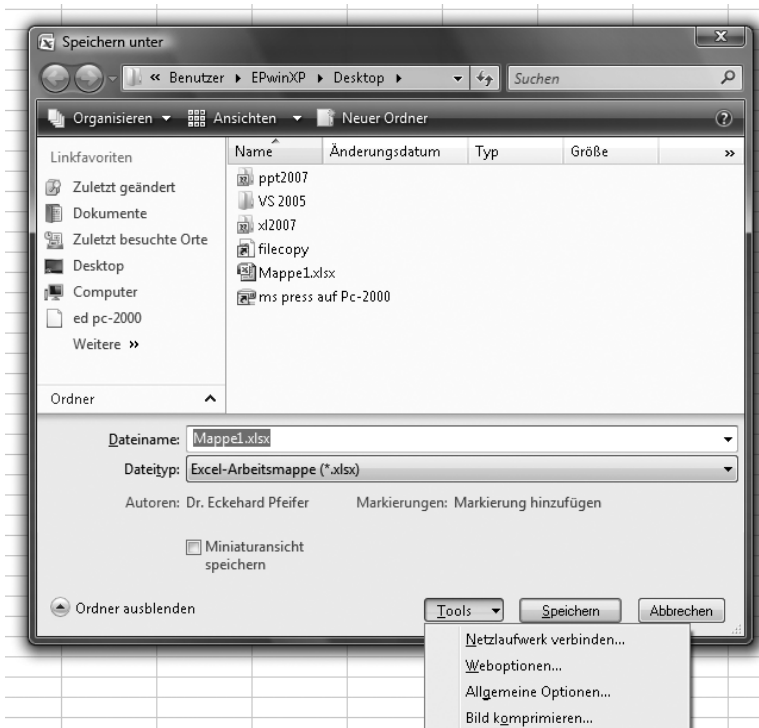 Speichern unter
« Benutzer ▸ EPwinXP ▸ Desktop ▸ Suchen
Organisieren Ansichten Neuer Ordner
Linkfavoriten
Zuletzt geändert
Dokumente
Zuletzt besuchte Orte
Desktop
Computer
ed pc-2000
Weitere »
Ordner
Name Änderungsdatum Typ Größe »
ppt2007
VS 2005
xl2007
filecopy
Mappe1.xlsx
ms press auf Pc-2000
Dateiname: Mappe1.xlsx
Dateityp: Excel-Arbeitsmappe (*.xlsx)
Autoren: Dr. Eckehard Pfeifer Markierungen: Markierung hinzufügen
Miniaturansicht
speichern
Ordner ausblenden Tools Speichern Abbrechen
Netzlaufwerk verbinden...
Weboptionen...
Allgemeine Optionen...
Bild komprimieren...